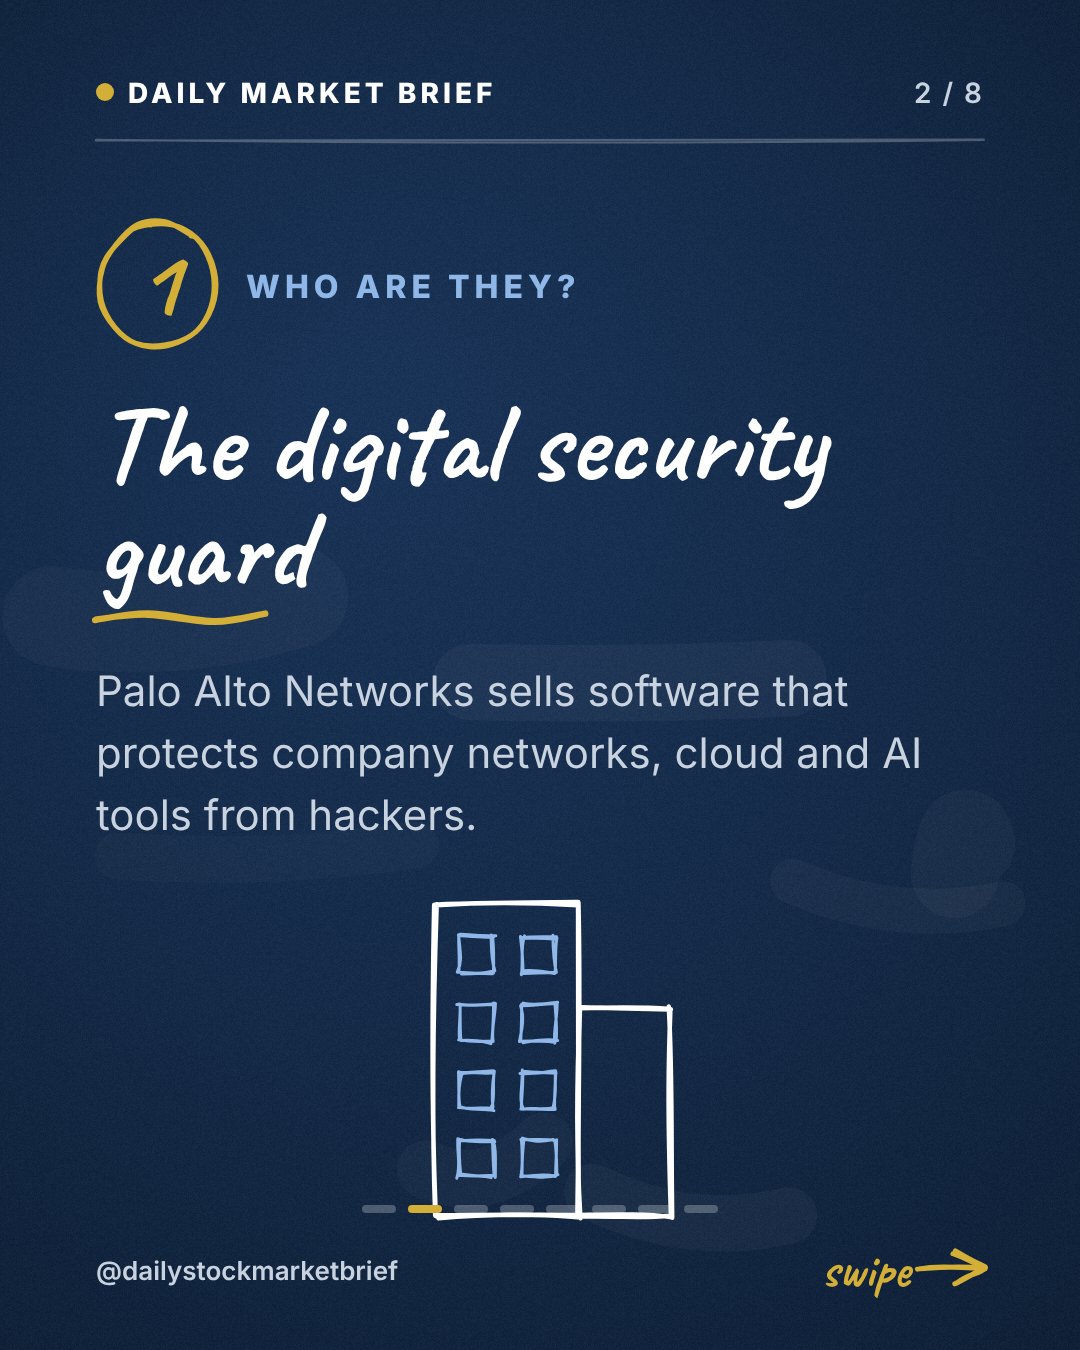 DAILY MARKET BRIEF
2 / 8
1
WHO ARE THEY?
The digital security
guard
Palo Alto Networks sells software that
protects company networks, cloud and AI
tools from hackers.
@dailystockmarketbrief
swipe